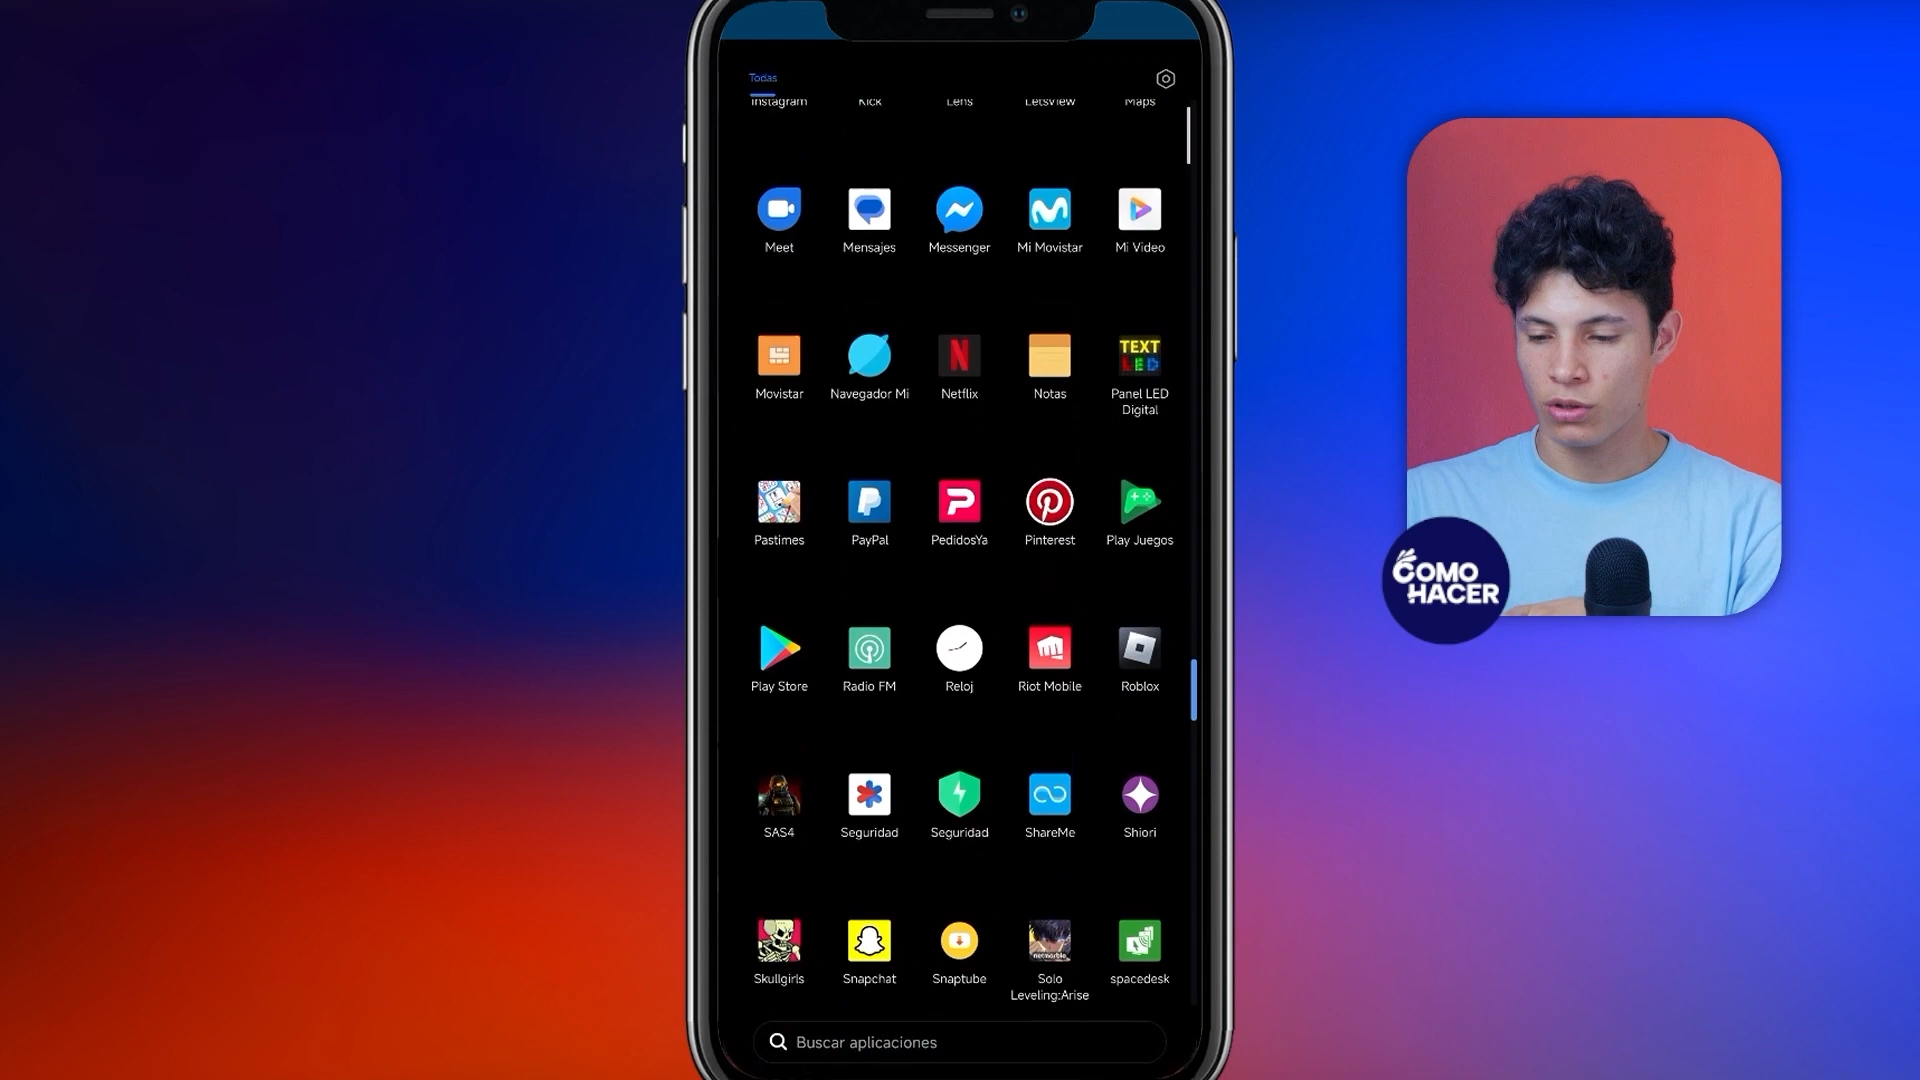 Todas
Instagram Kick Lens LetsView Maps
Meet Mensajes Messenger Mi Movistar Mi Video
TEXT
LED
Movistar Navegador Mi Netflix Notas Panel LED
Digital
Pastimes PayPal PedidosYa Pinterest Play Juegos
COMO
HACER
Play Store Radio FM Reloj Riot Mobile Roblox
SAS4 Seguridad Seguridad ShareMe Shiori
netmarble
Skullgirls Snapchat Snaptube Solo spacedesk
Leveling:Arise
Buscar aplicaciones